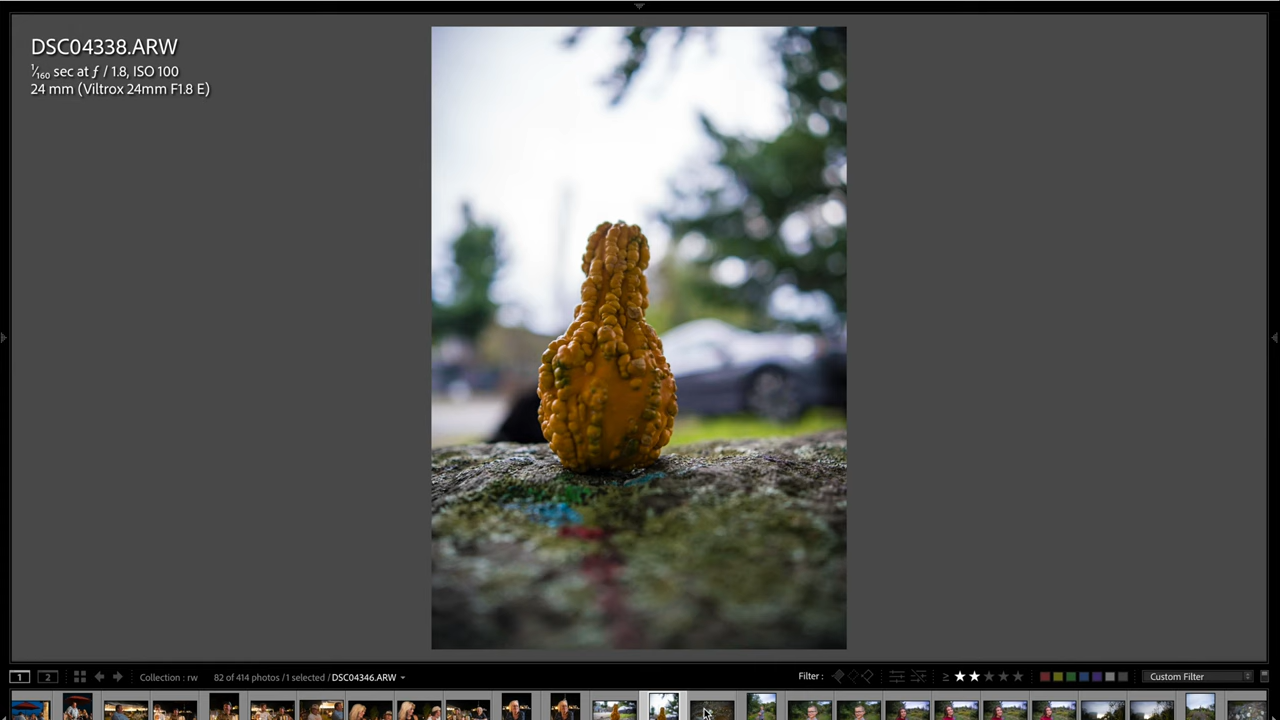 DSC04338.ARW
1/160 sec at ƒ / 1.8, ISO 100
24 mm (Viltrox 24mm F1.8 E)
1 2 Collection : rw 82 of 414 photos /1 selected / DSC04346.ARW Filter : ≥ ★★★★★ Custom Filter